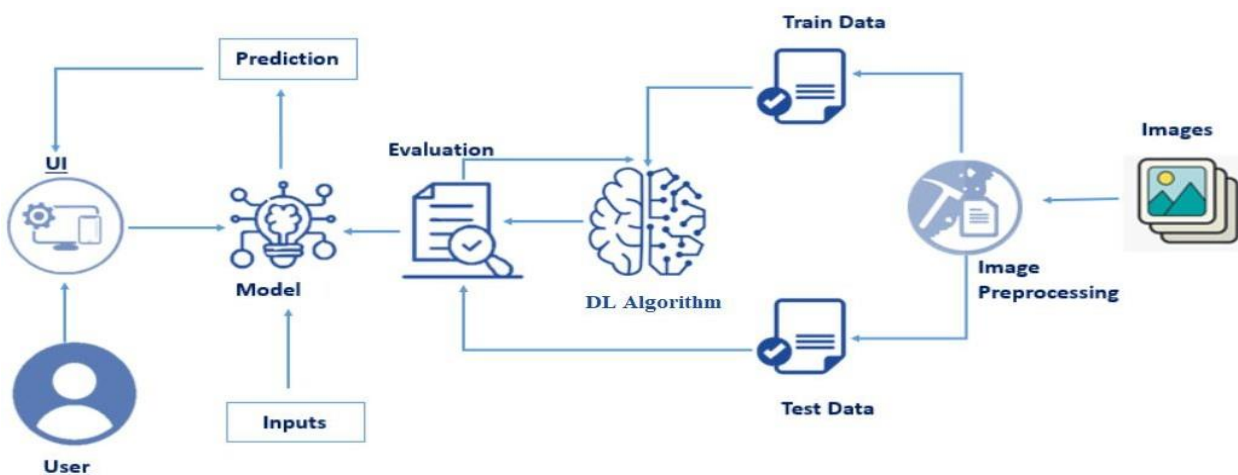 Train Data
Prediction
Images
Evaluation
UI
Model
DL Algorithm
Image
Preprocessing
Inputs
Test Data
User